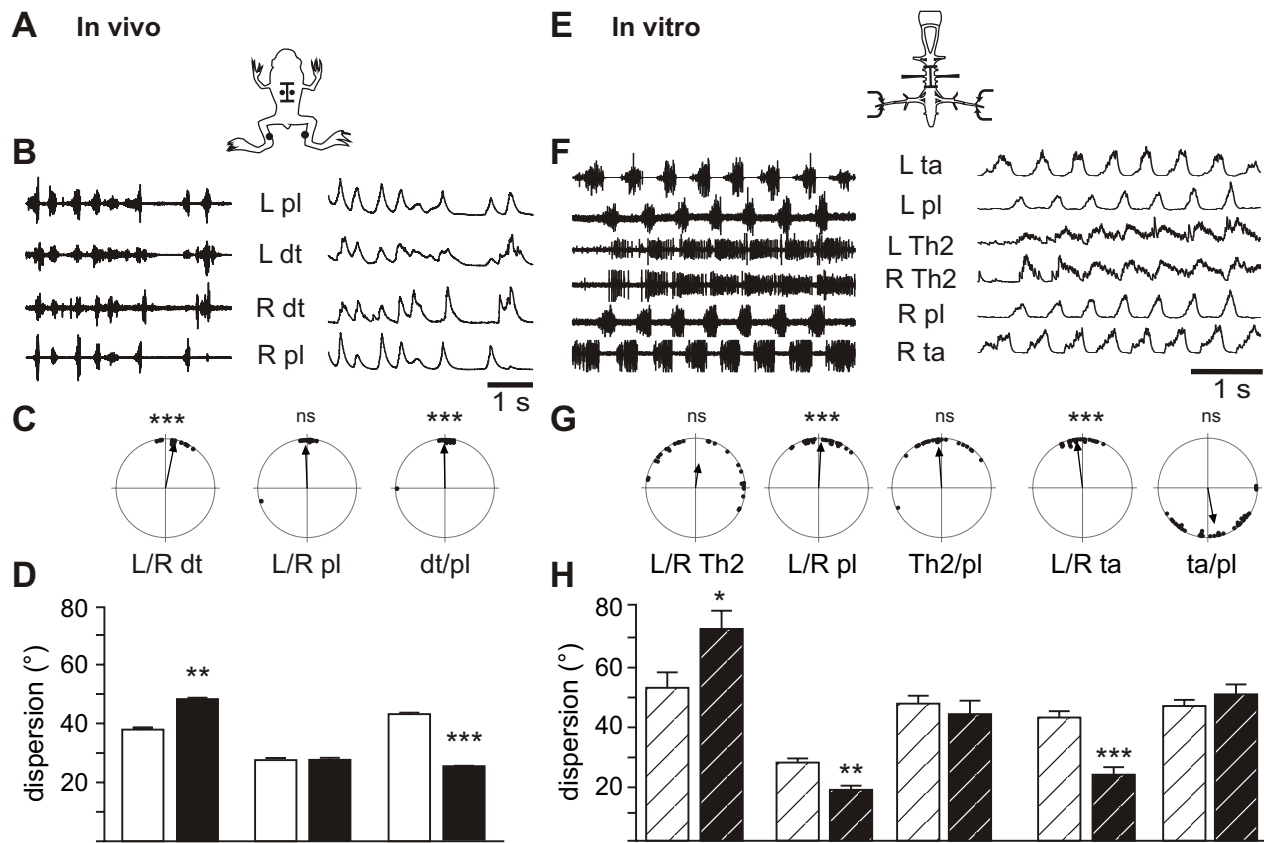 A In vivo
B
L pl
L dt
R dt
R pl
1 s
C
*** ns ***
L/R dt L/R pl dt/pl
D
80
60
40
20
dispersion (°)
** ***
E In vitro
F
L ta
L pl
L Th2
R Th2
R pl
R ta
1 s
G
ns *** ns *** ns
L/R Th2 L/R pl Th2/pl L/R ta ta/pl
H
80
60
40
20
dispersion (°)
* ** ***